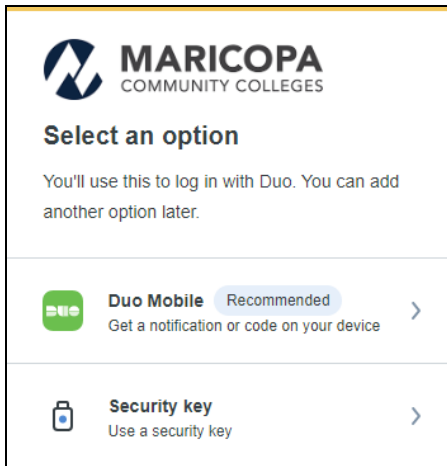 MARICOPA
COMMUNITY COLLEGES
Select an option
You'll use this to log in with Duo. You can add
another option later.
DUO
Duo Mobile Recommended
Get a notification or code on your device
Security key
Use a security key